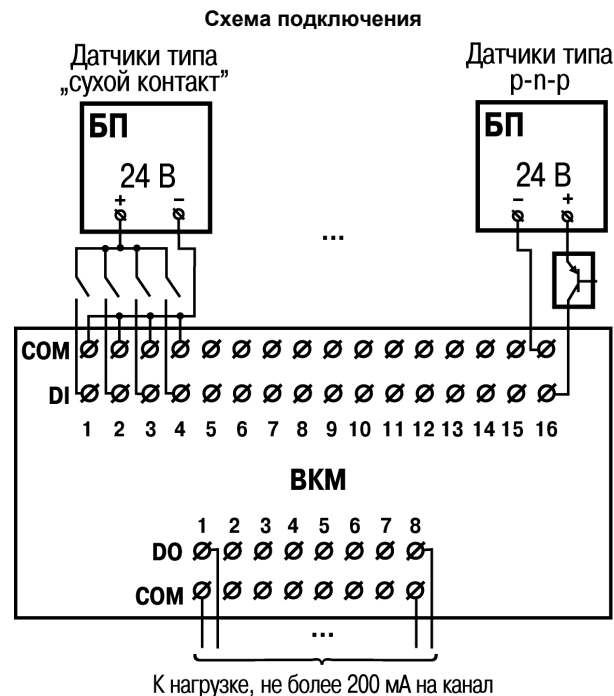 Схема подключения
Датчики типа
„сухой контакт”
Датчики типа
p-n-p
БП
24 В
+ −
БП
24 В
− +
...
COM
DI
1 2 3 4 5 6 7 8 9 10 11 12 13 14 15 16
ВКМ
1 2 3 4 5 6 7 8
DO
COM
...
К нагрузке, не более 200 мА на канал